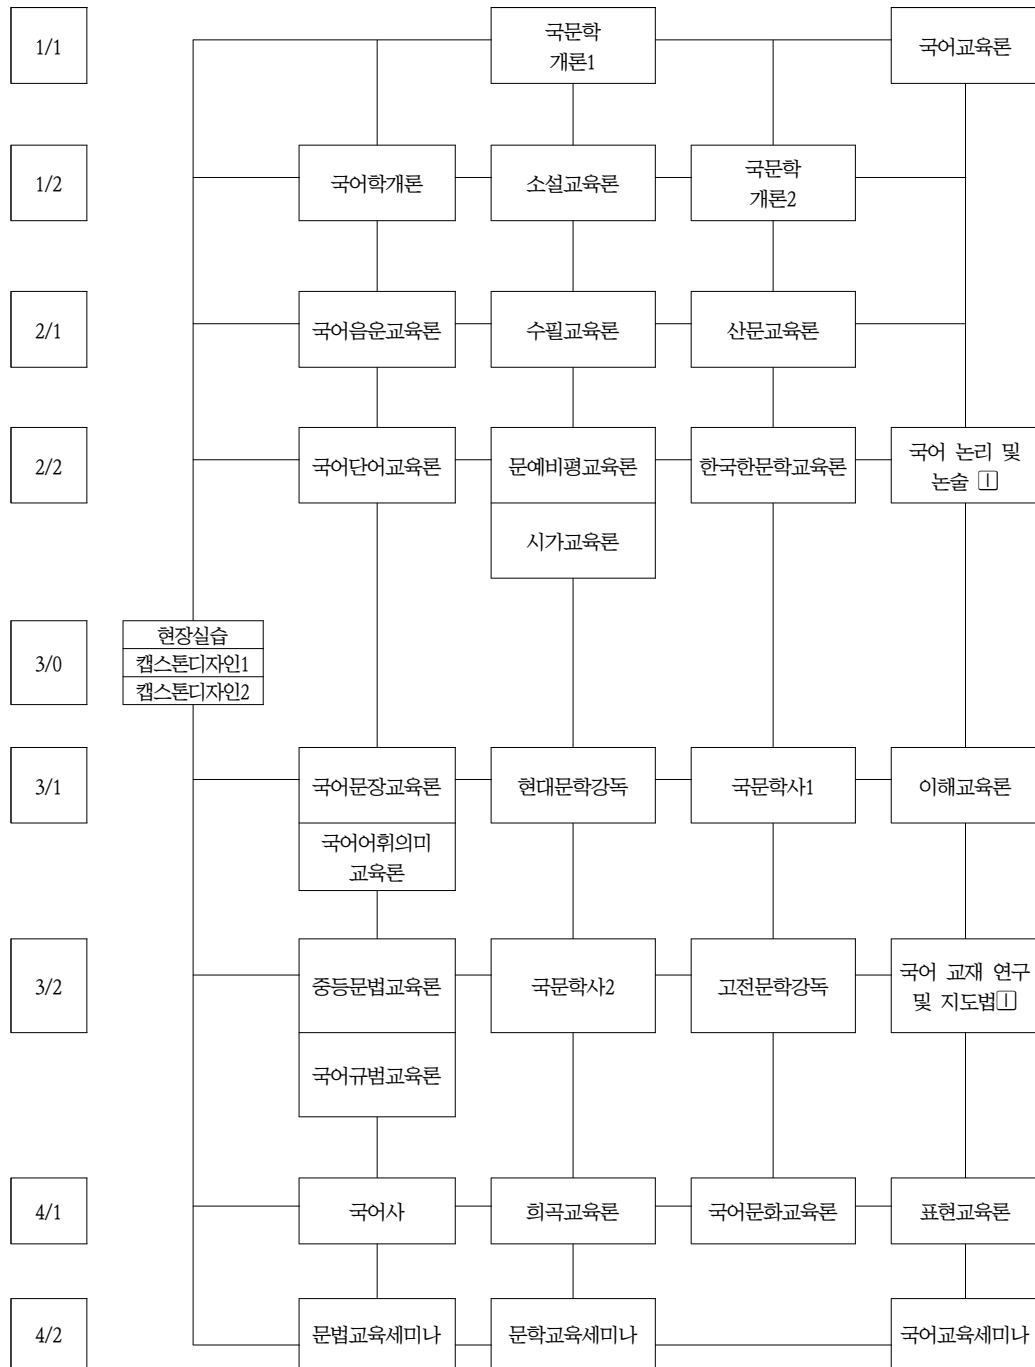 1/1
국문학
개론1
국어교육론
1/2
국어학개론
소설교육론
국문학
개론2
2/1
국어음운교육론
수필교육론
산문교육론
2/2
국어단어교육론
문예비평교육론
한국한문학교육론
국어 논리 및
논술 Ⅰ
시가교육론
3/0
현장실습
캡스톤디자인1
캡스톤디자인2
3/1
국어문장교육론
현대문학강독
국문학사1
이해교육론
국어어휘의미
교육론
3/2
중등문법교육론
국문학사2
고전문학강독
국어 교재 연구
및 지도법Ⅰ
국어규범교육론
4/1
국어사
희곡교육론
국어문화교육론
표현교육론
4/2
문법교육세미나
문학교육세미나
국어교육세미나